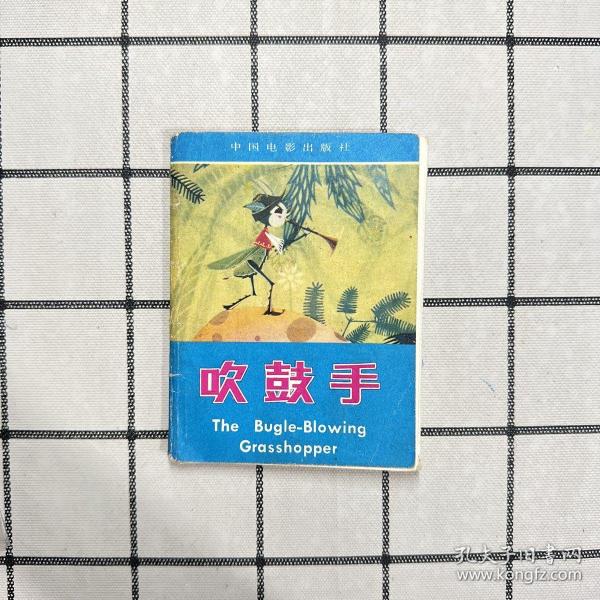 中国电影出版社
吹鼓手
The Bugle-Blowing
Grasshopper
孔夫子旧书网
www.kongfz.com